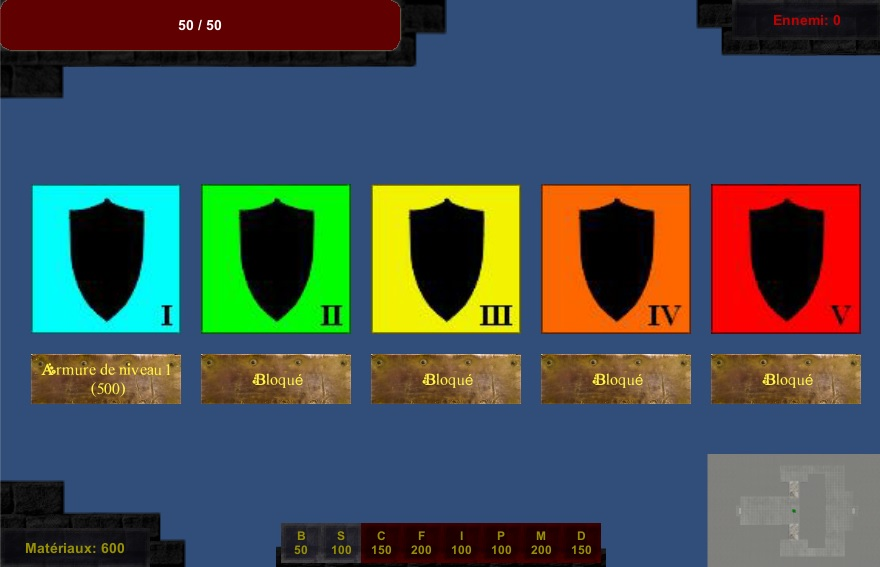 50 / 50
Ennemi: 0
I
II
III
IV
V
Armure de niveau 1
(500)
Bloqué
Bloqué
Bloqué
Bloqué
Matériaux: 600
B S C F I P M D
50 100 150 200 100 100 200 150